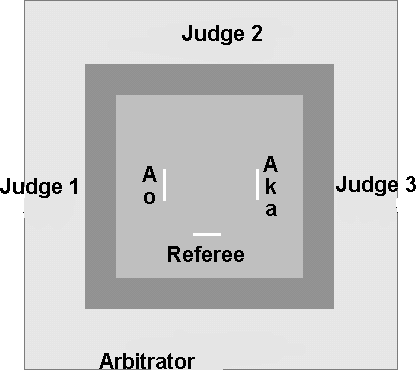 Judge 2
Judge 1
A
o
A
k
a
Judge 3
Referee
Arbitrator